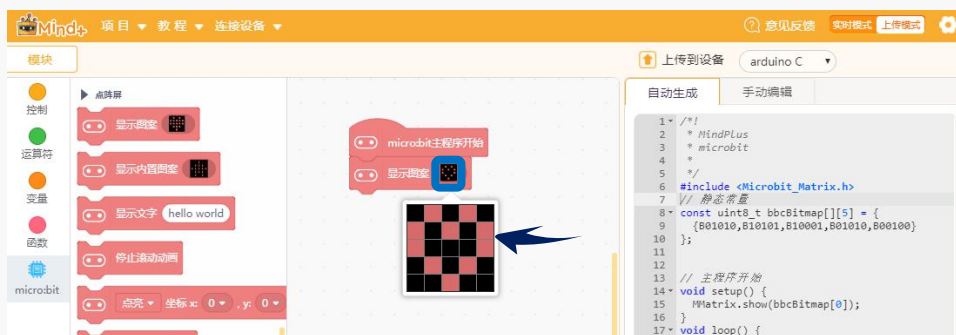 Mind+ 项目 教程 连接设备 意见反馈 实时模式 上传模式
模块
控制
运算符
变量
函数
micro:bit
点阵屏
显示图案
显示内置图案
显示文字 hello world
停止滚动动画
点亮 坐标 x: 0 , y: 0
micro:bit主程序开始
显示图案
上传到设备 arduino C
自动生成 手动编辑
1 /*!
2 * MindPlus
3 * microbit
4 *
5 */
6 #include <Microbit_Matrix.h>
7 // 静态常量
8 const uint8_t bbcBitmap[][5] = {
9 {B01010,B10101,B10001,B01010,B00100}
10 };
11
12
13 // 主程序开始
14 void setup() {
15 MMatrix.show(bbcBitmap[0]);
16 }
17 void loop() {